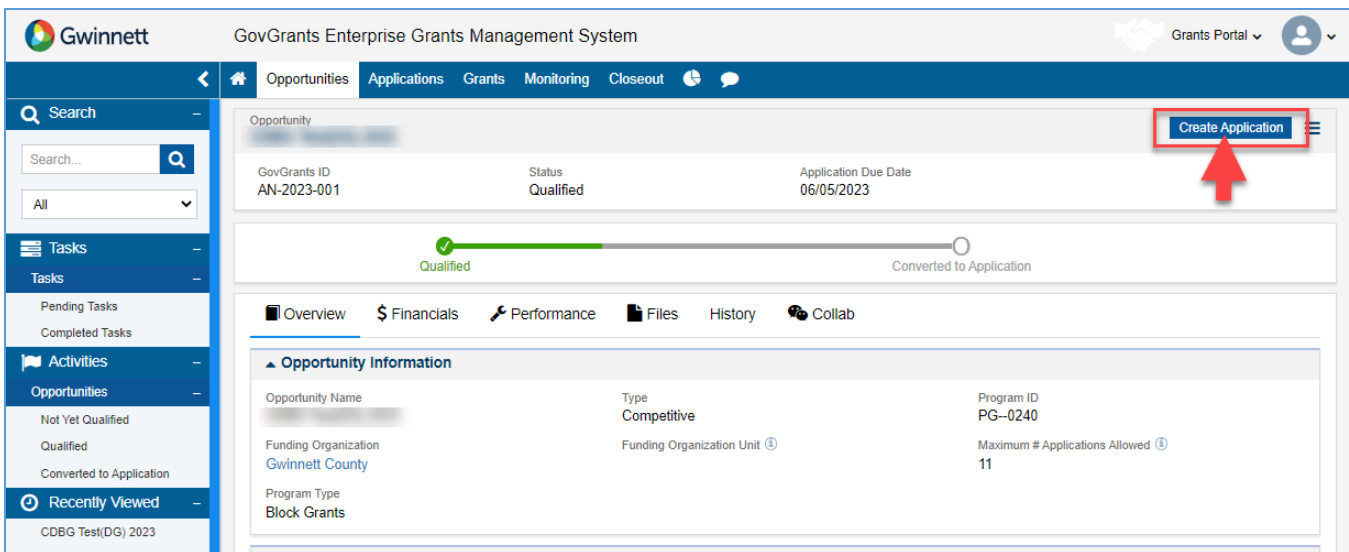 Gwinnett
GovGrants Enterprise Grants Management System
Grants Portal
Opportunities Applications Grants Monitoring Closeout
Search –
Search...
All
Tasks –
Tasks –
Pending Tasks
Completed Tasks
Activities –
Opportunities –
Not Yet Qualified
Qualified
Converted to Application
Recently Viewed –
CDBG Test(DG) 2023
Opportunity
Create Application
GovGrants ID Status Application Due Date
AN-2023-001 Qualified 06/05/2023
Qualified Converted to Application
Overview $ Financials Performance Files History Collab
Opportunity Information
Opportunity Name Type Program ID
Competitive PG--0240
Funding Organization Funding Organization Unit Maximum # Applications Allowed
Gwinnett County 11
Program Type
Block Grants